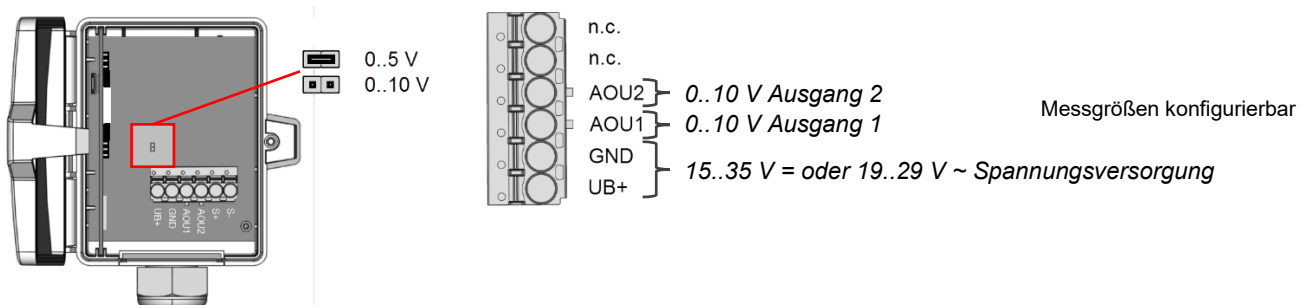 0..5 V
0..10 V
UB+
GND
AOU1
AOU2
S+
S-
n.c.
n.c.
AOU2 0..10 V Ausgang 2
AOU1 0..10 V Ausgang 1
GND
UB+
15..35 V = oder 19..29 V ~ Spannungsversorgung
Messgrößen konfigurierbar